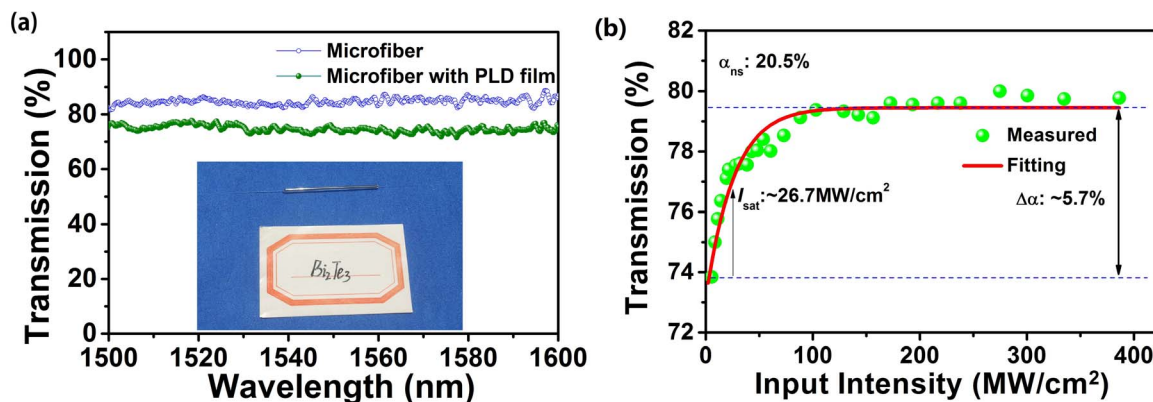 (a)
100
80
60
40
20
0
Transmission (%)
Microfiber
Microfiber with PLD film
Bi₂Te₃
1500
1520
1540
1560
1580
1600
Wavelength (nm)
(b)
82
80
78
76
74
72
Transmission (%)
αns: 20.5%
Measured
Fitting
Isat:~26.7MW/cm²
Δα: ~5.7%
0
100
200
300
400
Input Intensity (MW/cm²)